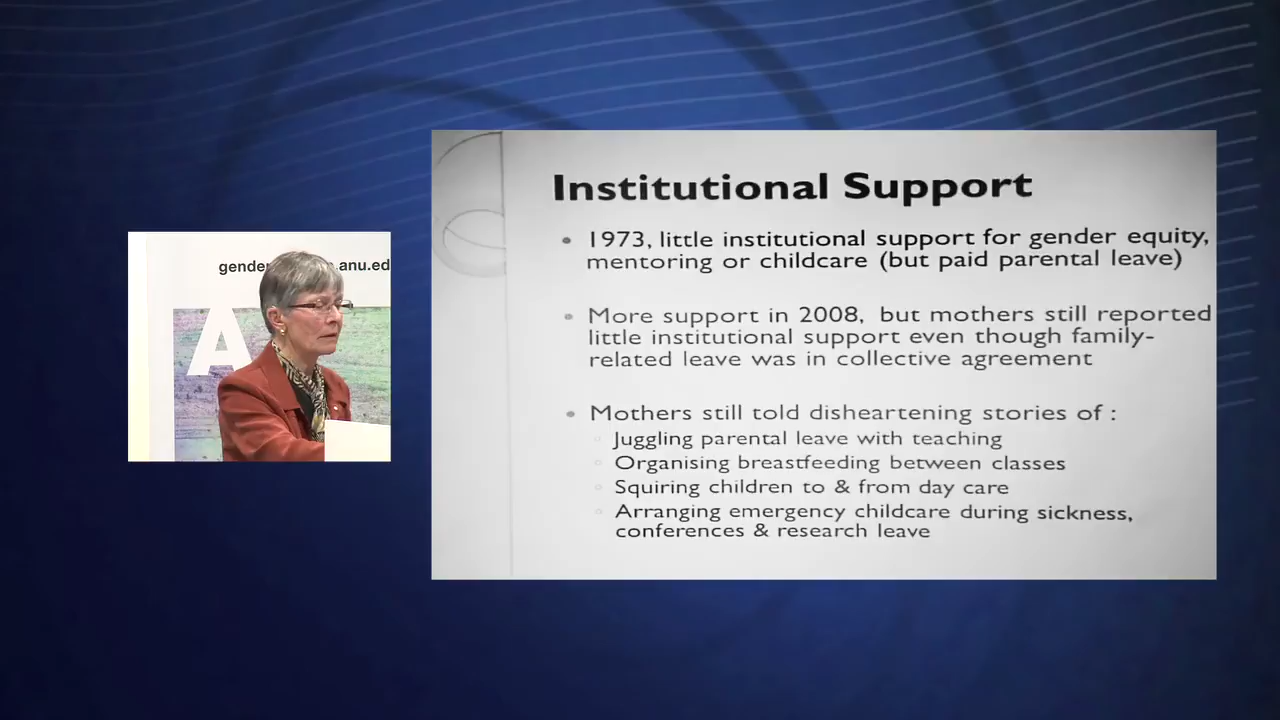 gender
.anu.ed
A
Institutional Support
• 1973, little institutional support for gender equity,
mentoring or childcare (but paid parental leave)
• More support in 2008, but mothers still reported
little institutional support even though family-
related leave was in collective agreement
• Mothers still told disheartening stories of :
◦ Juggling parental leave with teaching
◦ Organising breastfeeding between classes
◦ Squiring children to & from day care
◦ Arranging emergency childcare during sickness,
conferences & research leave